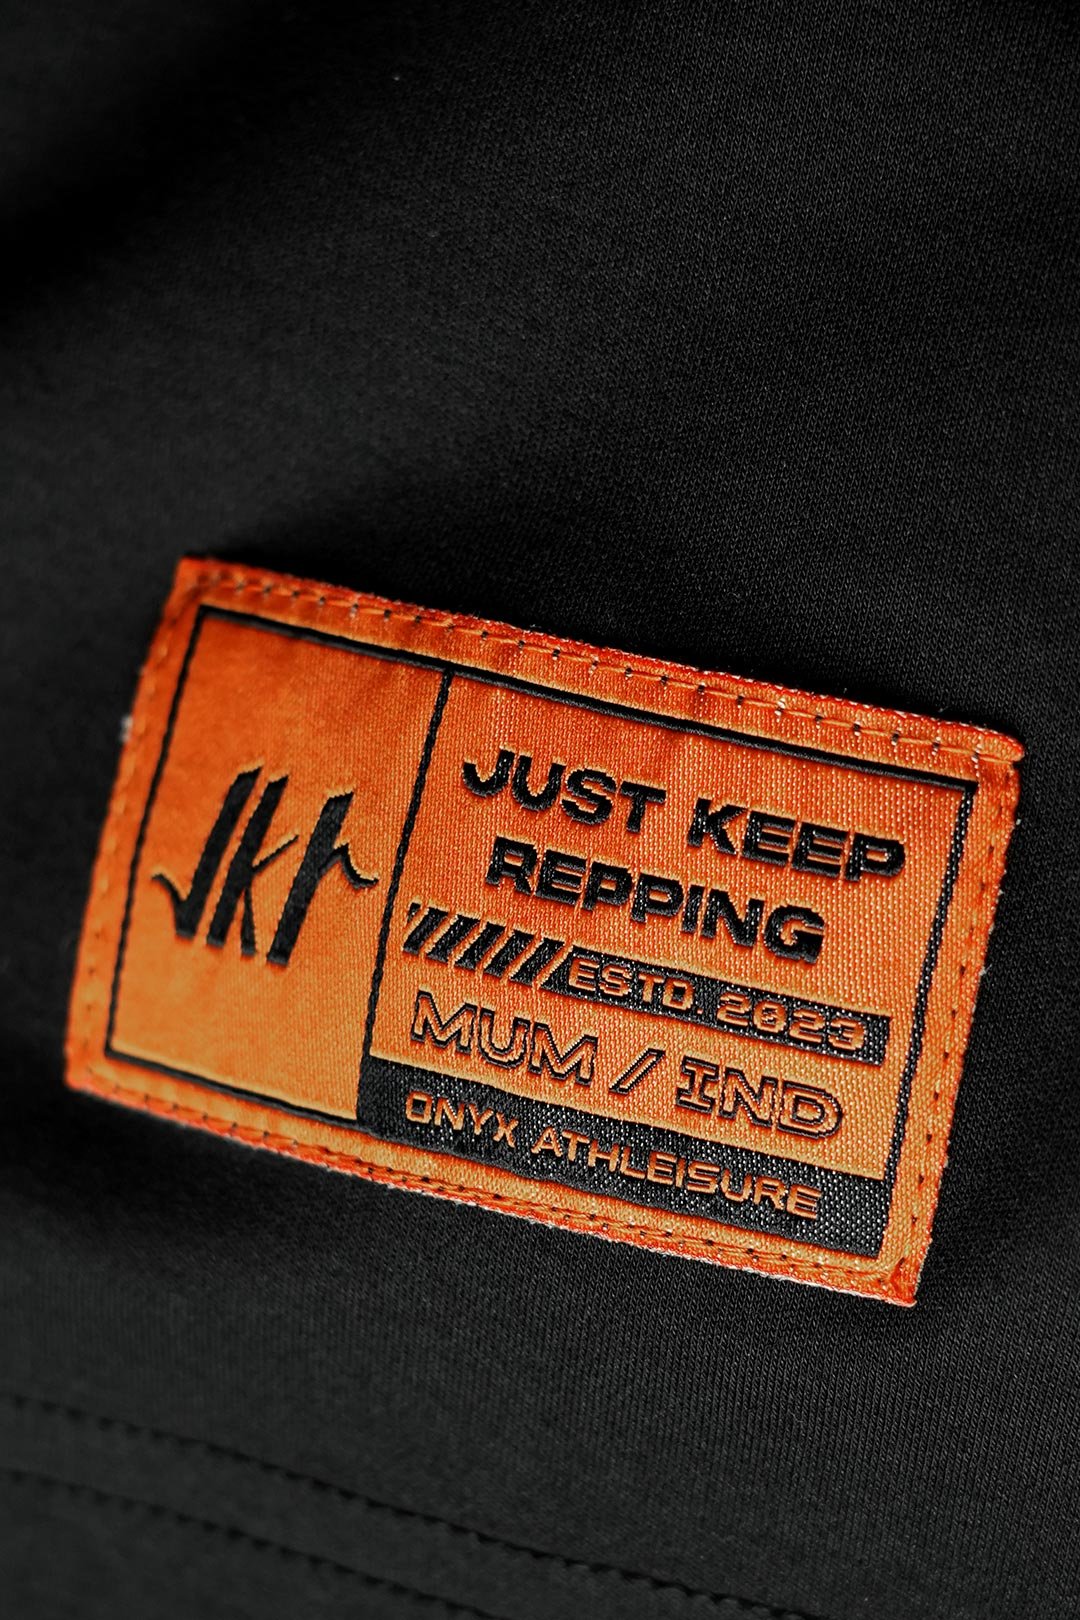 JKR
JUST KEEP
REPPING
ESTD. 2023
MUM / IND
ONYX ATHLEISURE